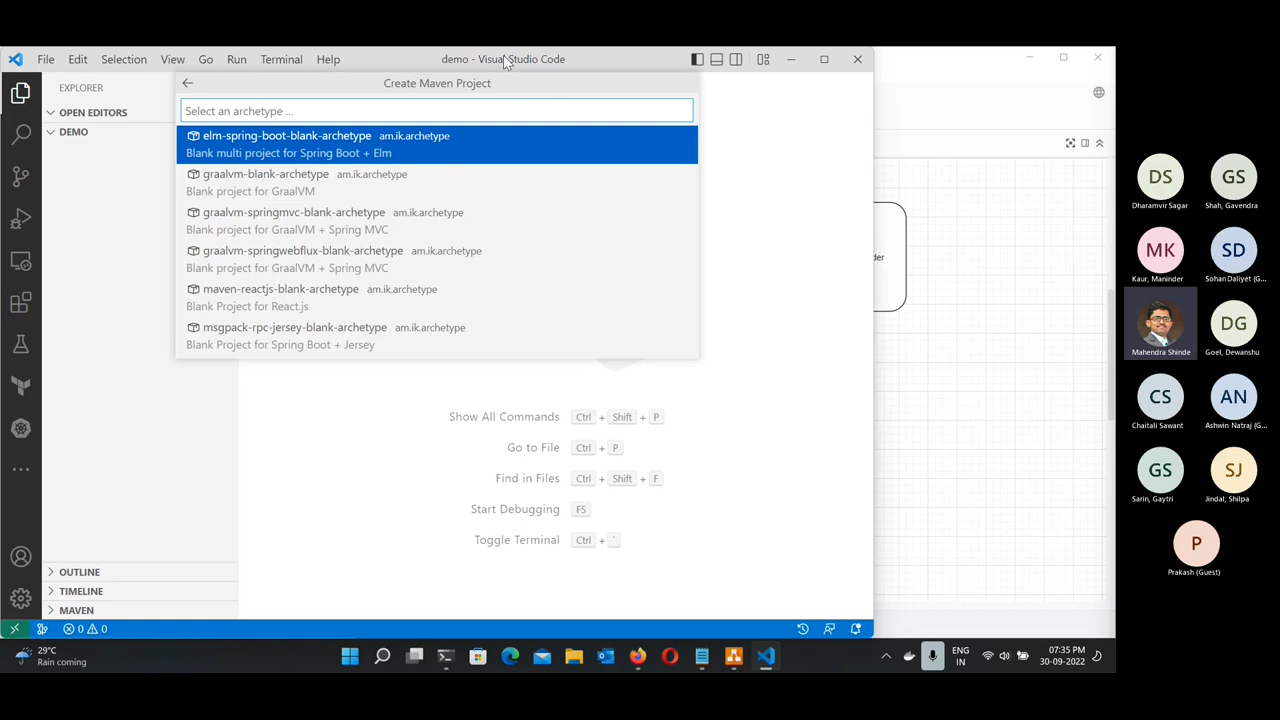 File Edit Selection View Go Run Terminal Help
demo - Visual Studio Code
EXPLORER
OPEN EDITORS
DEMO
Create Maven Project
Select an archetype ...
elm-spring-boot-blank-archetype am.ik.archetype
Blank multi project for Spring Boot + Elm
graalvm-blank-archetype am.ik.archetype
Blank project for GraalVM
graalvm-springmvc-blank-archetype am.ik.archetype
Blank project for GraalVM + Spring MVC
graalvm-springwebflux-blank-archetype am.ik.archetype
Blank project for GraalVM + Spring MVC
maven-reactjs-blank-archetype am.ik.archetype
Blank Project for React.js
msgpack-rpc-jersey-blank-archetype am.ik.archetype
Blank Project for Spring Boot + Jersey
Show All Commands Ctrl + Shift + P
Go to File Ctrl + P
Find in Files Ctrl + Shift + F
Start Debugging F5
Toggle Terminal Ctrl + `
OUTLINE
TIMELINE
MAVEN
0 0
der
DS GS
Dharamvir Sagar Shah, Gavendra
MK SD
Kaur, Maninder Sohan Daliyet (G...
Mahendra Shinde
DG
Goel, Dewanshu
CS AN
Chaitali Sawant Ashwin Natraj (G...
GS SJ
Sarin, Gaytri Jindal, Shilpa
P
Prakash (Guest)
29°C
Rain coming
ENG
IN
07:35 PM
30-09-2022